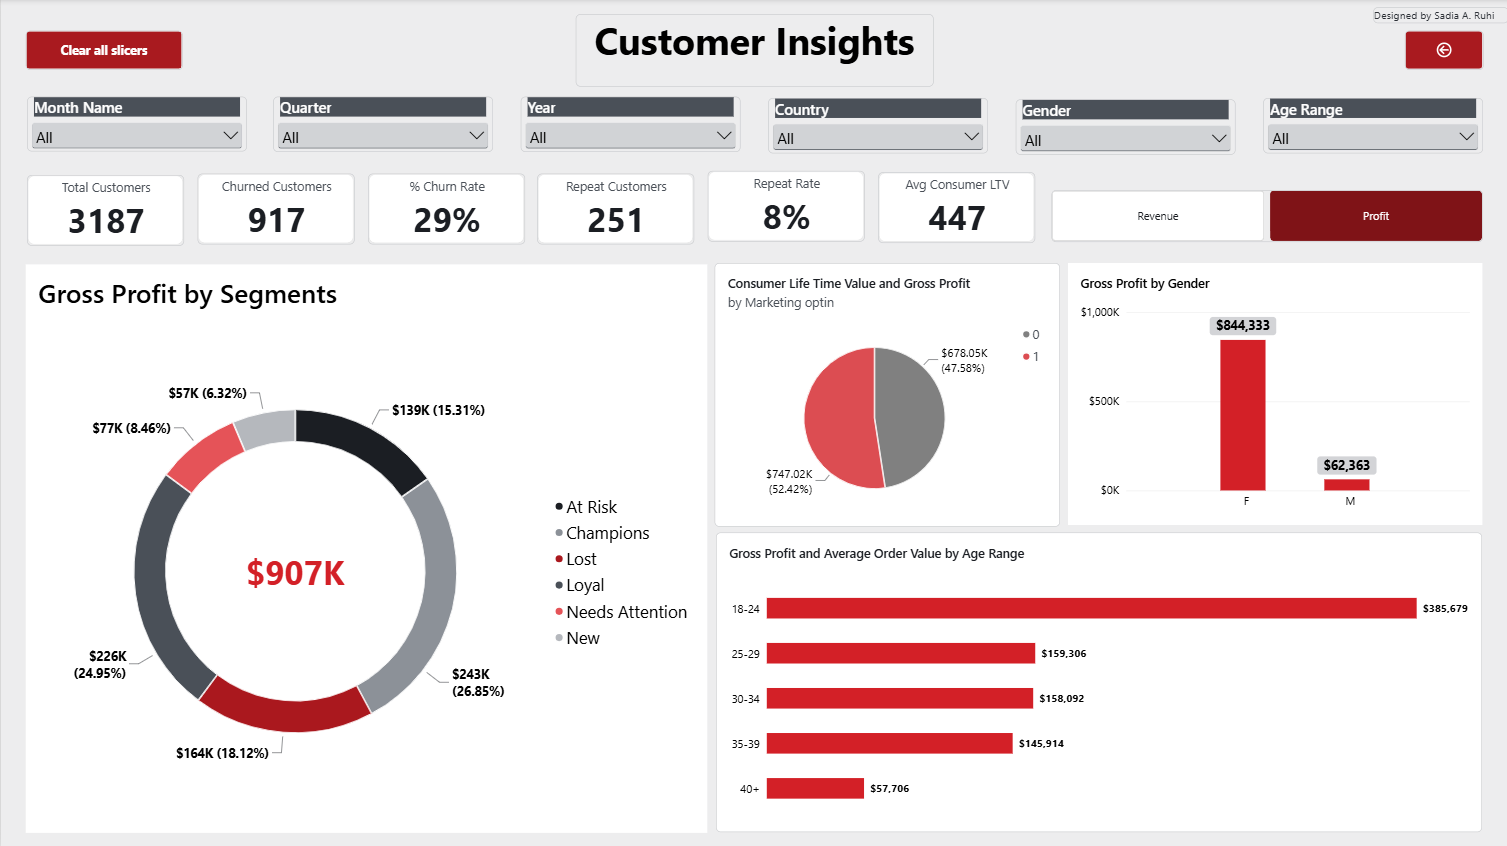 Designed by Sadia A. Ruhi
Clear all slicers
Customer Insights
Month Name
All
Quarter
All
Year
All
Country
All
Gender
All
Age Range
All
Total Customers
3187
Churned Customers
917
% Churn Rate
29%
Repeat Customers
251
Repeat Rate
8%
Avg Consumer LTV
447
Revenue
Profit
Gross Profit by Segments
$57K (6.32%)
$139K (15.31%)
$77K (8.46%)
$907K
$226K
(24.95%)
$243K
(26.85%)
$164K (18.12%)
At Risk
Champions
Lost
Loyal
Needs Attention
New
Consumer Life Time Value and Gross Profit
by Marketing optin
0
1
$678.05K
(47.58%)
$747.02K
(52.42%)
Gross Profit by Gender
$1,000K
$500K
$0K
$844,333
$62,363
F
M
Gross Profit and Average Order Value by Age Range
18-24
$385,679
25-29
$159,306
30-34
$158,092
35-39
$145,914
40+
$57,706